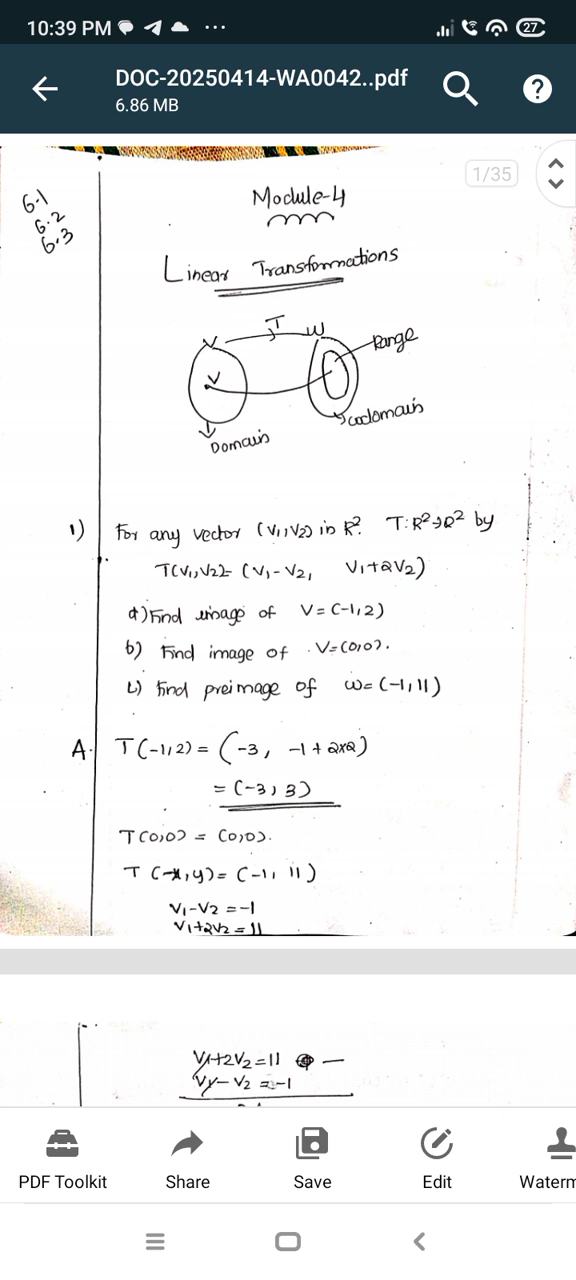 10:39 PM ... 27
DOC-20250414-WA0042..pdf
6.86 MB
1/35
6.1
6.2
6.3
Module-4
Linear Transformations
T
V W Range
V
Codomain
Domain
1) For any vector (V1,V2) in R². T:R²→R² by
T(V1,V2)= (V1-V2, V1+2V2)
a) Find image of V=(-1,2)
b) Find image of V=(0,0).
c) Find preimage of w=(-1,11)
A. T(-1,2) = (-3, -1+2x2)
= (-3,3)
T(0,0) = (0,0).
T(x,y)= (-1, 11)
V1-V2 =-1
V1+2V2=11
V1+2V2=11 —
V1-V2 =-1
PDF Toolkit Share Save Edit Waterm